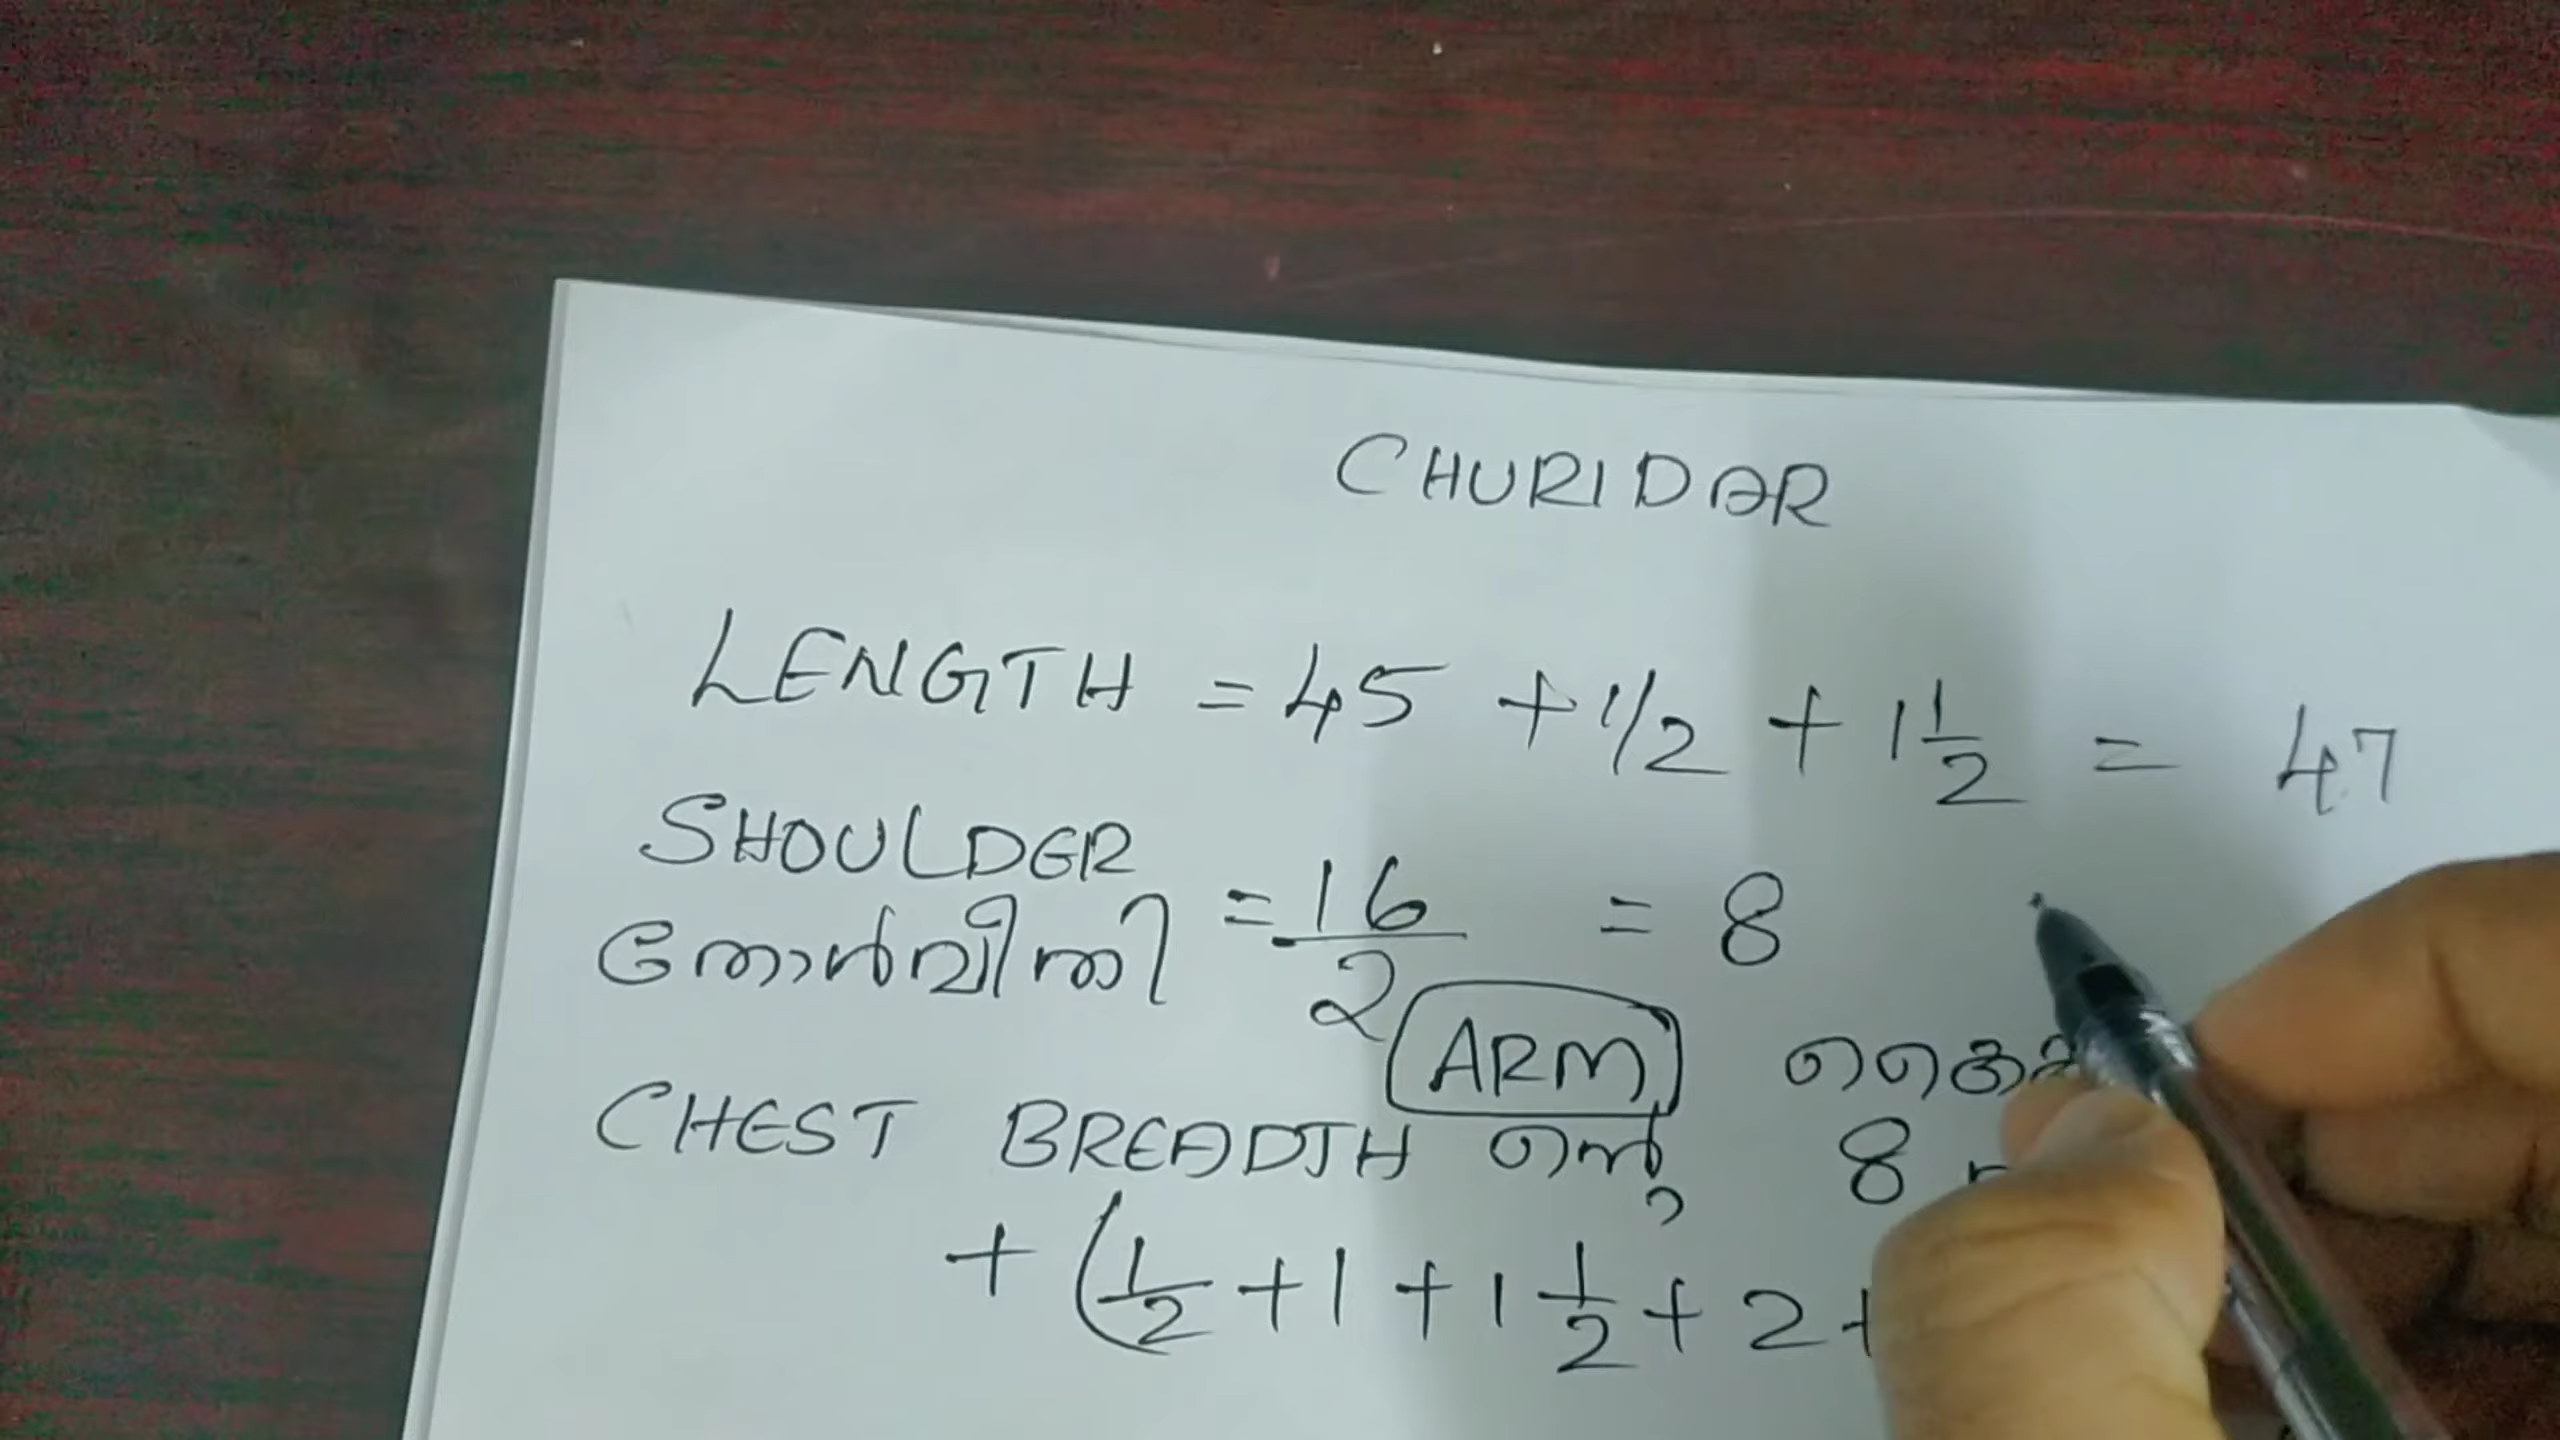 CHURIDAR
LENGTH = 45 + 1/2 + 1 1/2 = 47
SHOULDER
തോൾവീതി = 16/2 = 8
ARM
CHEST BREADTH ന്റെ 8
+ (1/2 + 1 + 1 1/2 + 2 +